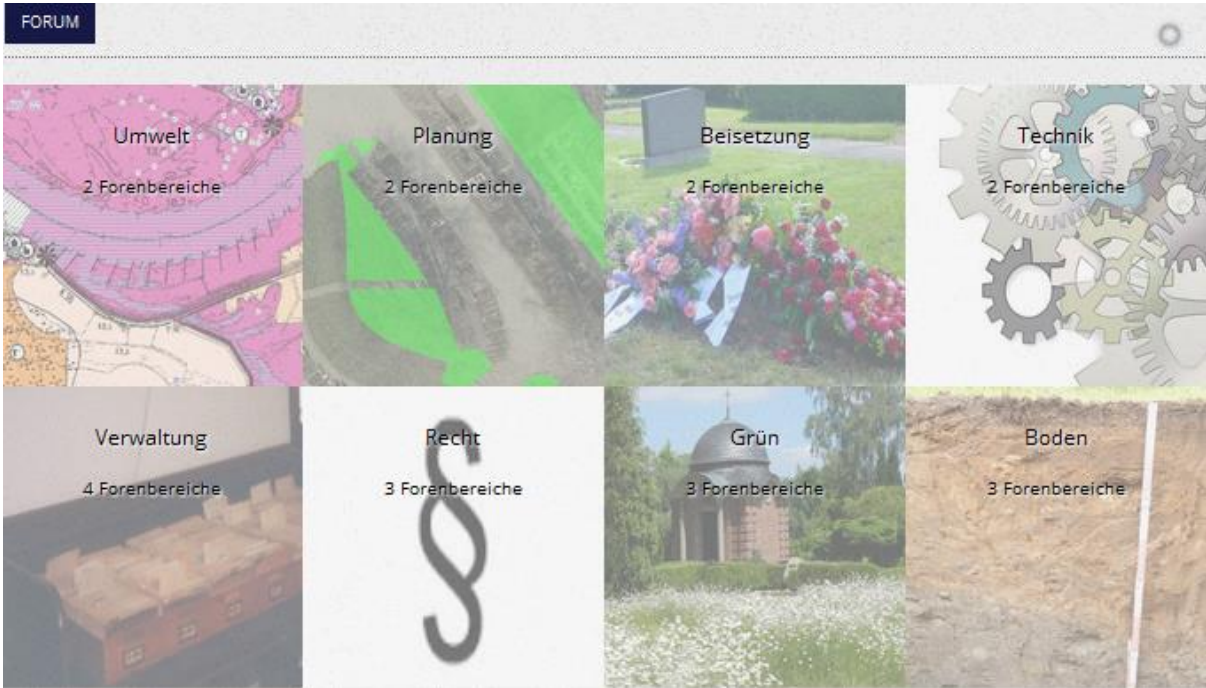 FORUM
Umwelt
2 Forenbereiche
Planung
2 Forenbereiche
Beisetzung
2 Forenbereiche
Technik
2 Forenbereiche
Verwaltung
4 Forenbereiche
Recht
3 Forenbereiche
§
Grün
3 Forenbereiche
Boden
3 Forenbereiche